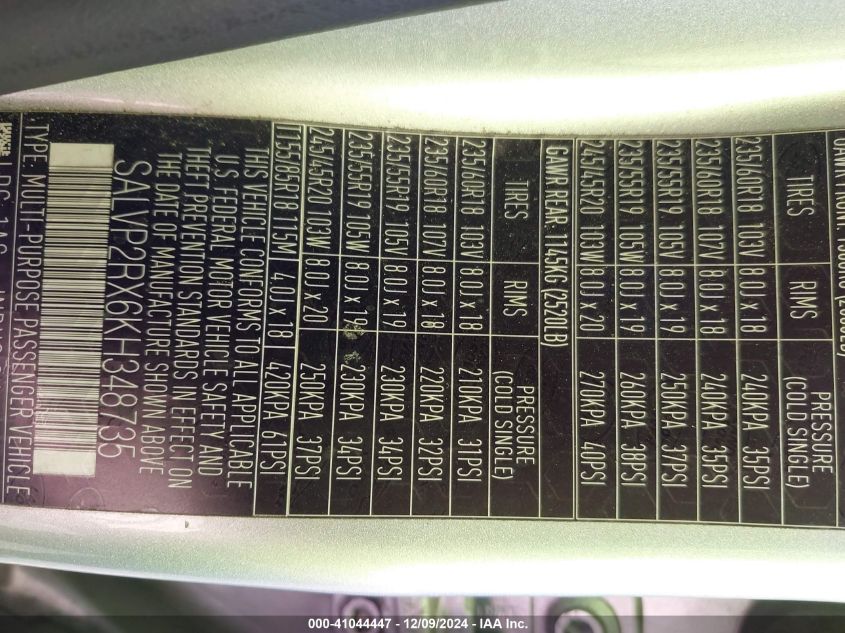 TIRES RIMS PRESSURE
(COLD SINGLE)
235/60R18 103V 8.0J x 18 240KPA 35PSI
235/60R18 107V 8.0J x 18 240KPA 35PSI
235/55R19 105V 8.0J x 19 250KPA 37PSI
235/55R19 105W 8.0J x 19 260KPA 38PSI
245/45R20 103W 8.0J x 20 270KPA 40PSI
GAWR REAR: 1145KG (2520LB)
TIRES RIMS PRESSURE
(COLD SINGLE)
235/60R18 103V 8.0J x 18 210KPA 31PSI
235/60R18 107V 8.0J x 18 220KPA 32PSI
235/55R19 105V 8.0J x 19 230KPA 34PSI
235/55R19 105W 8.0J x 19 230KPA 34PSI
245/45R20 103W 8.0J x 20 250KPA 37PSI
T155/85R18 115M 4.0J x 18 420KPA 61PSI
THIS VEHICLE CONFORMS TO ALL APPLICABLE
U.S. FEDERAL MOTOR VEHICLE SAFETY AND
THEFT PREVENTION STANDARDS IN EFFECT ON
THE DATE OF MANUFACTURE SHOWN ABOVE
SALVP2RX6KH348735
TYPE: MULTI-PURPOSE PASSENGER VEHICLE
000-41044447 - 12/09/2024 - IAA Inc.